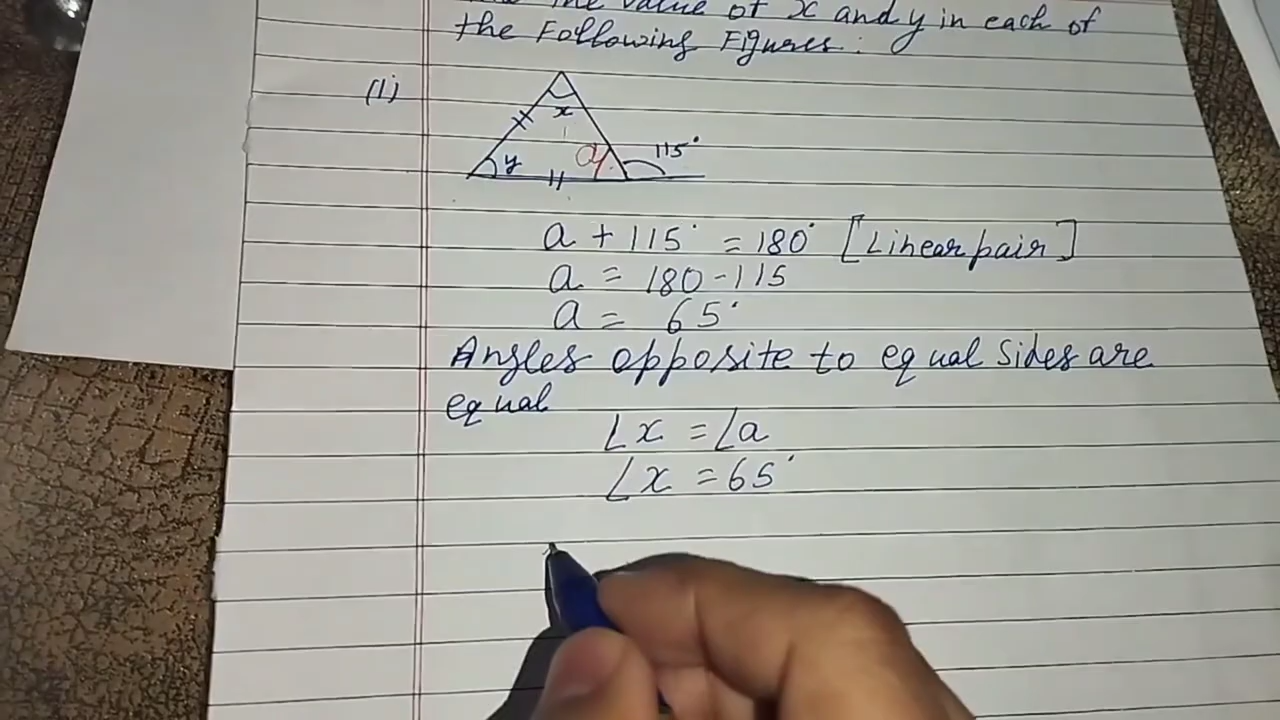 the value of x and y in each of
the Following Figures:
(i)
x
y
a
115°
a + 115° = 180° [Linear pair]
a = 180 - 115
a = 65°
Angles opposite to equal sides are
equal
∠x = ∠a
∠x = 65°